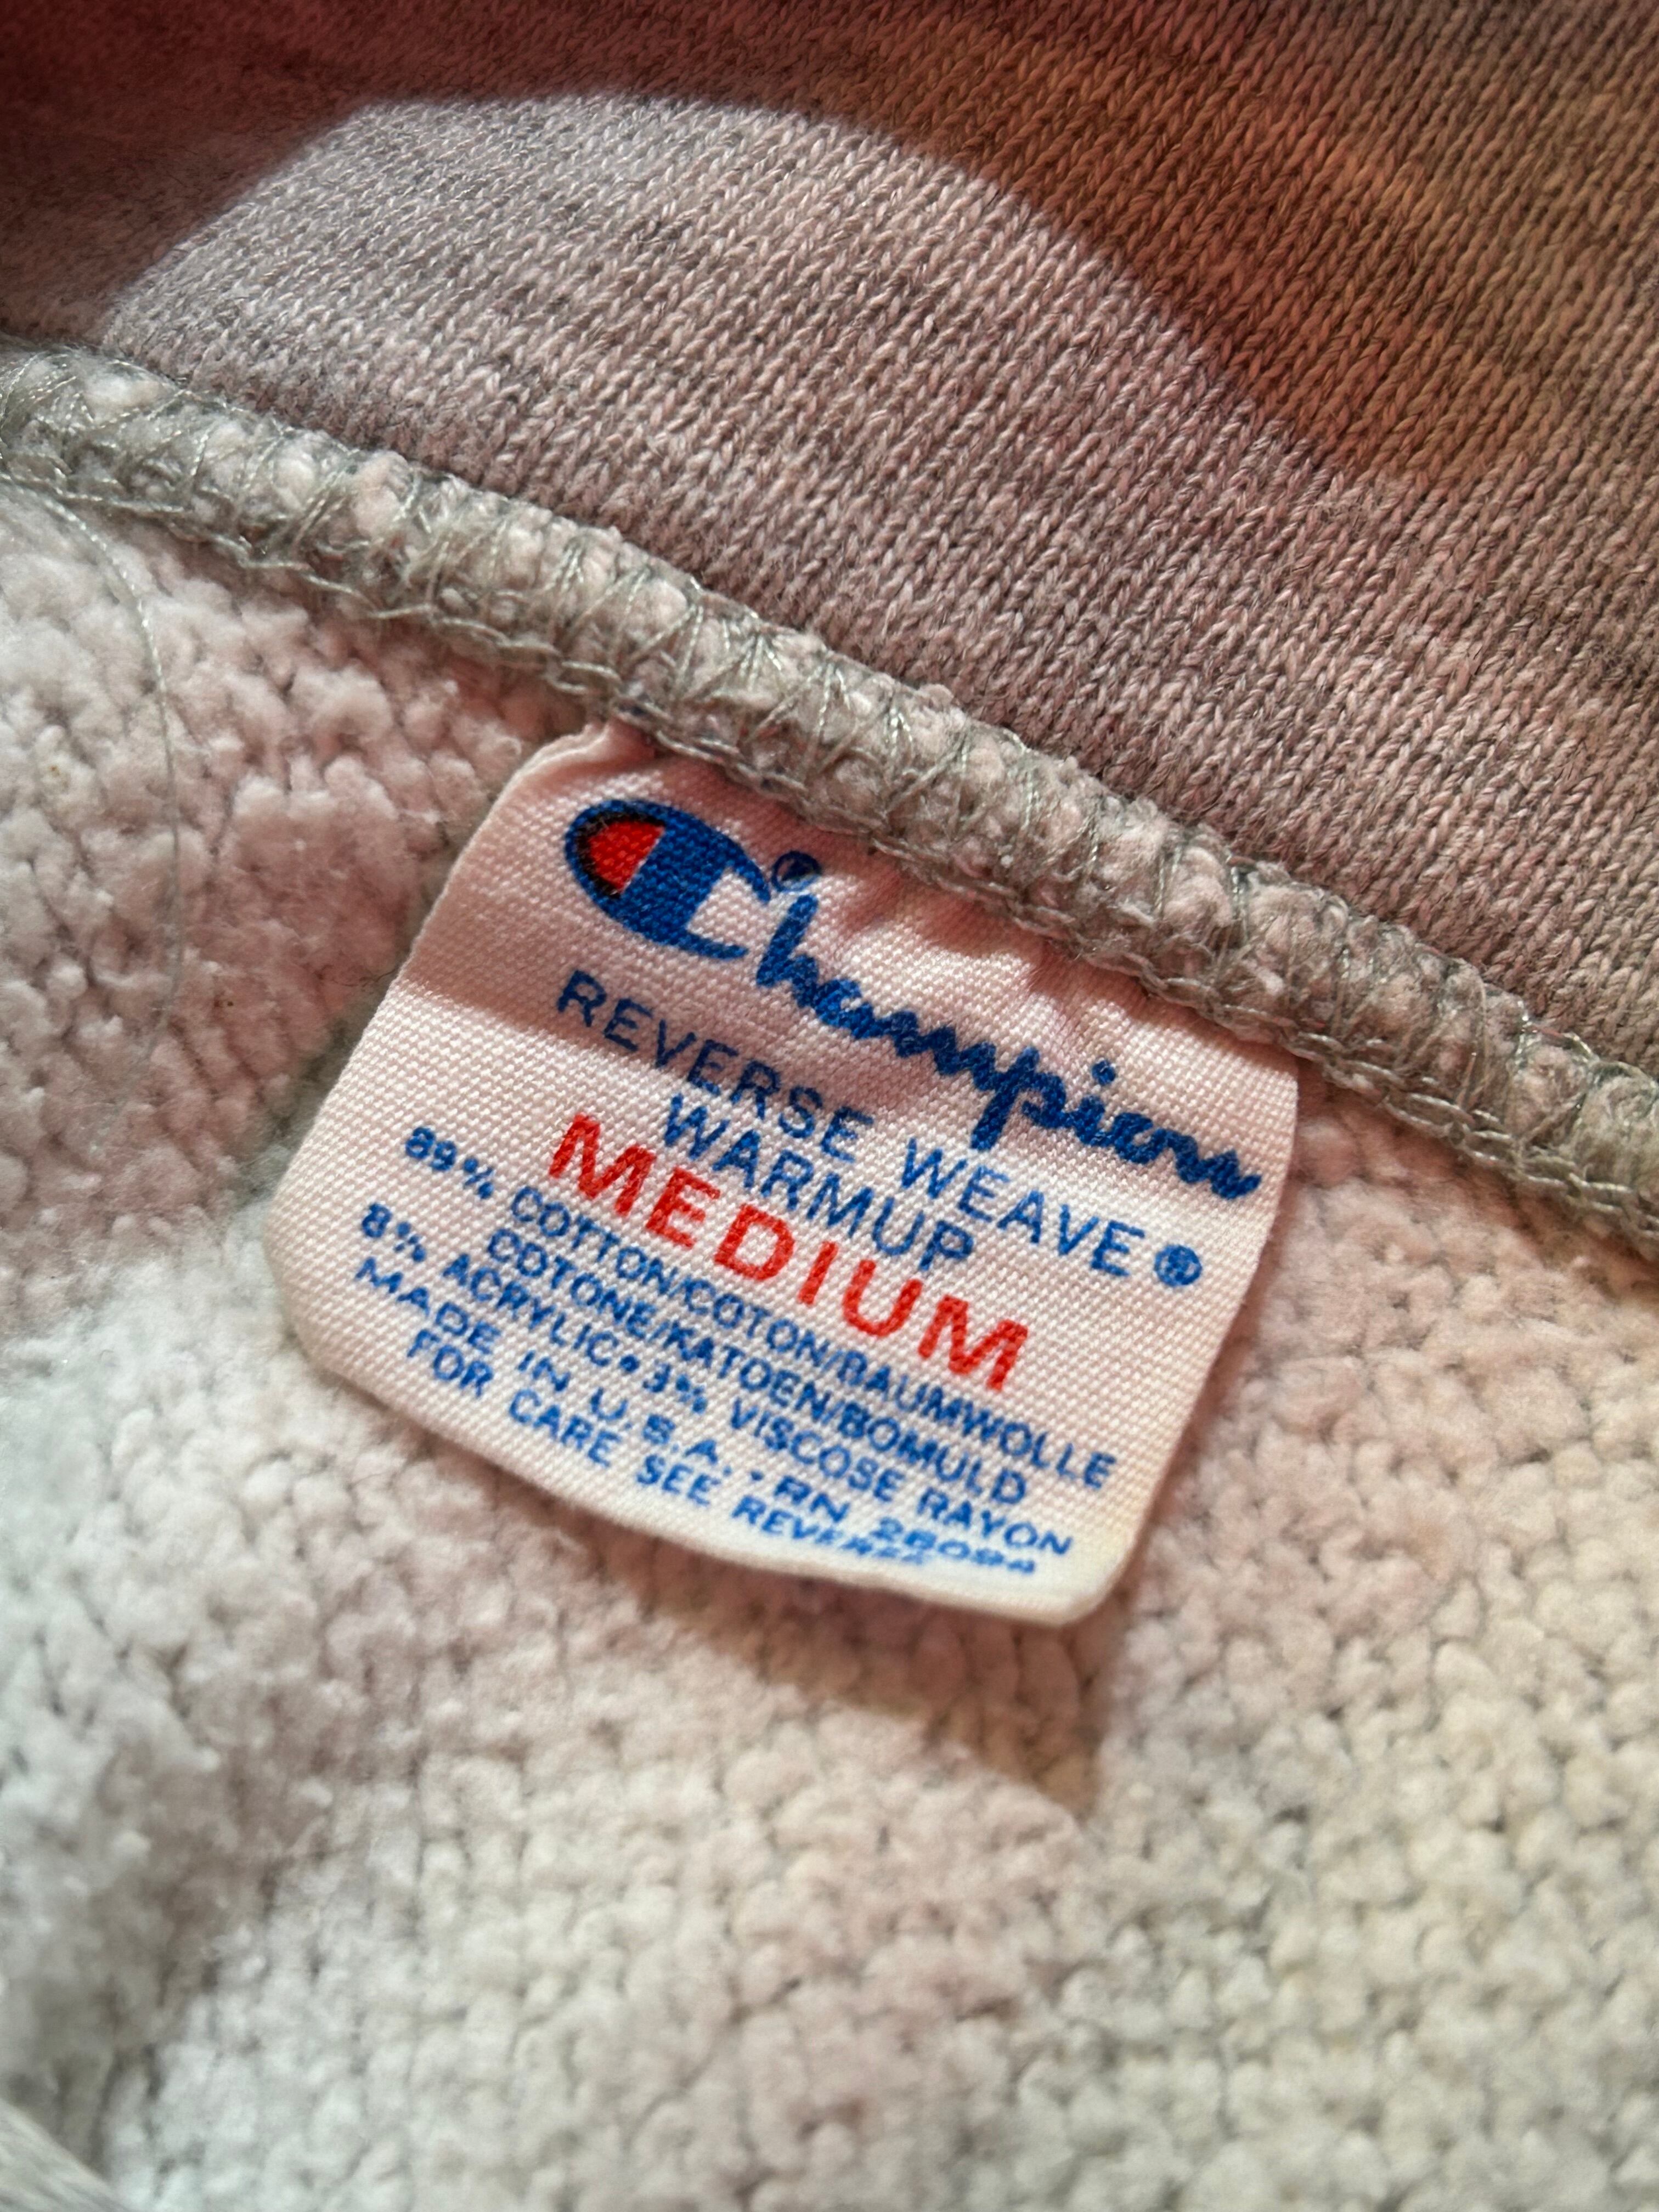 Champion
REVERSE WEAVE®
WARMUP
MEDIUM
89% COTTON/COTON/BAUMWOLLE
COTONE/KATOEN/BOMULD
8% ACRYLIC•3% VISCOSE RAYON
MADE IN U.S.A.•RN 26094
FOR CARE SEE REVERSE